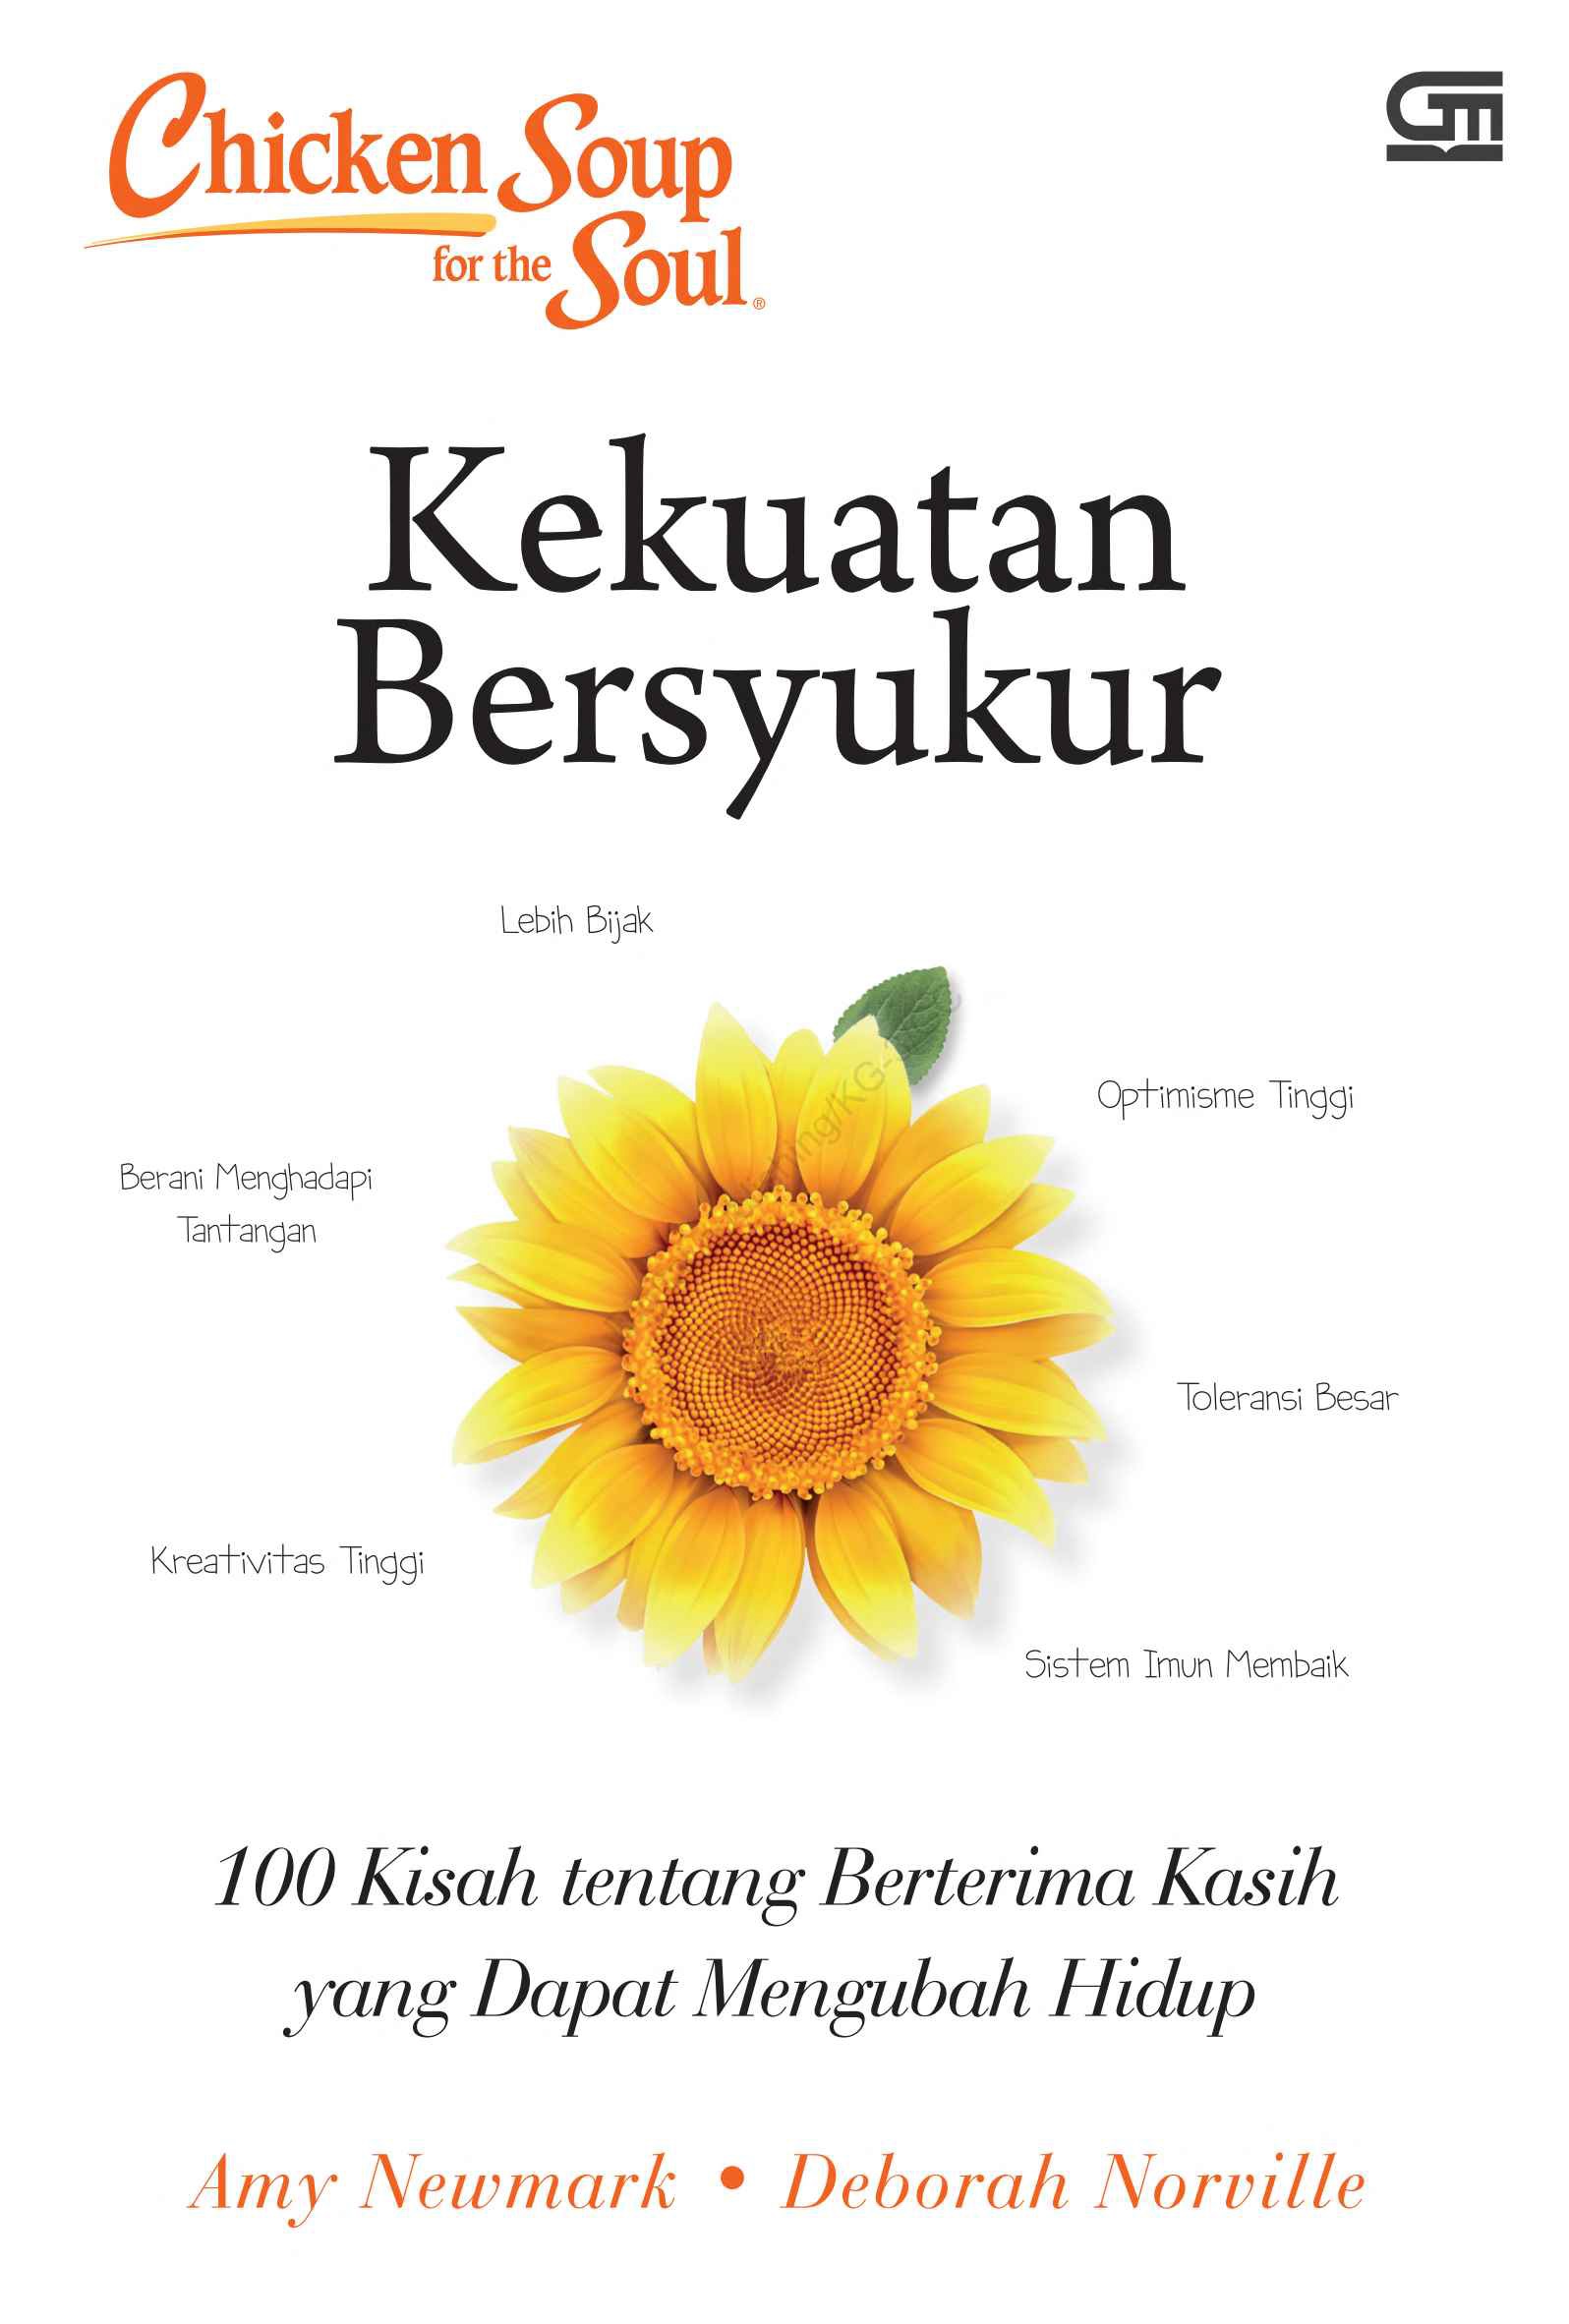 Chicken Soup
for the Soul®
GM
Kekuatan
Bersyukur
Lebih Bijak
Optimisme Tinggi
Berani Menghadapi
Tantangan
Toleransi Besar
Kreativitas Tinggi
Sistem Imun Membaik
100 Kisah tentang Berterima Kasih
yang Dapat Mengubah Hidup
Amy Newmark • Deborah Norville